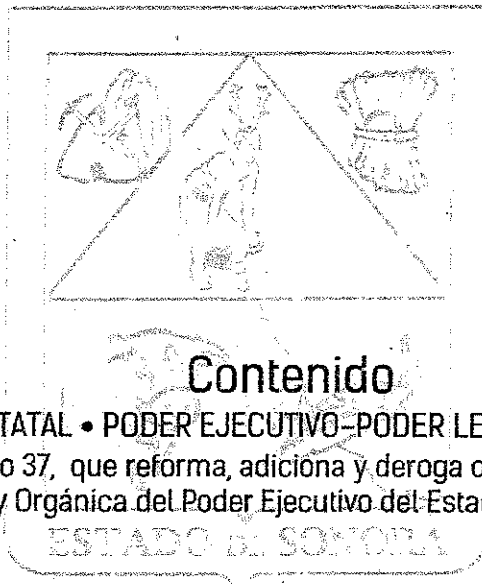 Contenido
TATAL • PODER EJECUTIVO-PODER LE
o 37, que reforma, adiciona y deroga
y Orgánica del Poder Ejecutivo del Esta
ESTADO DE SONORA